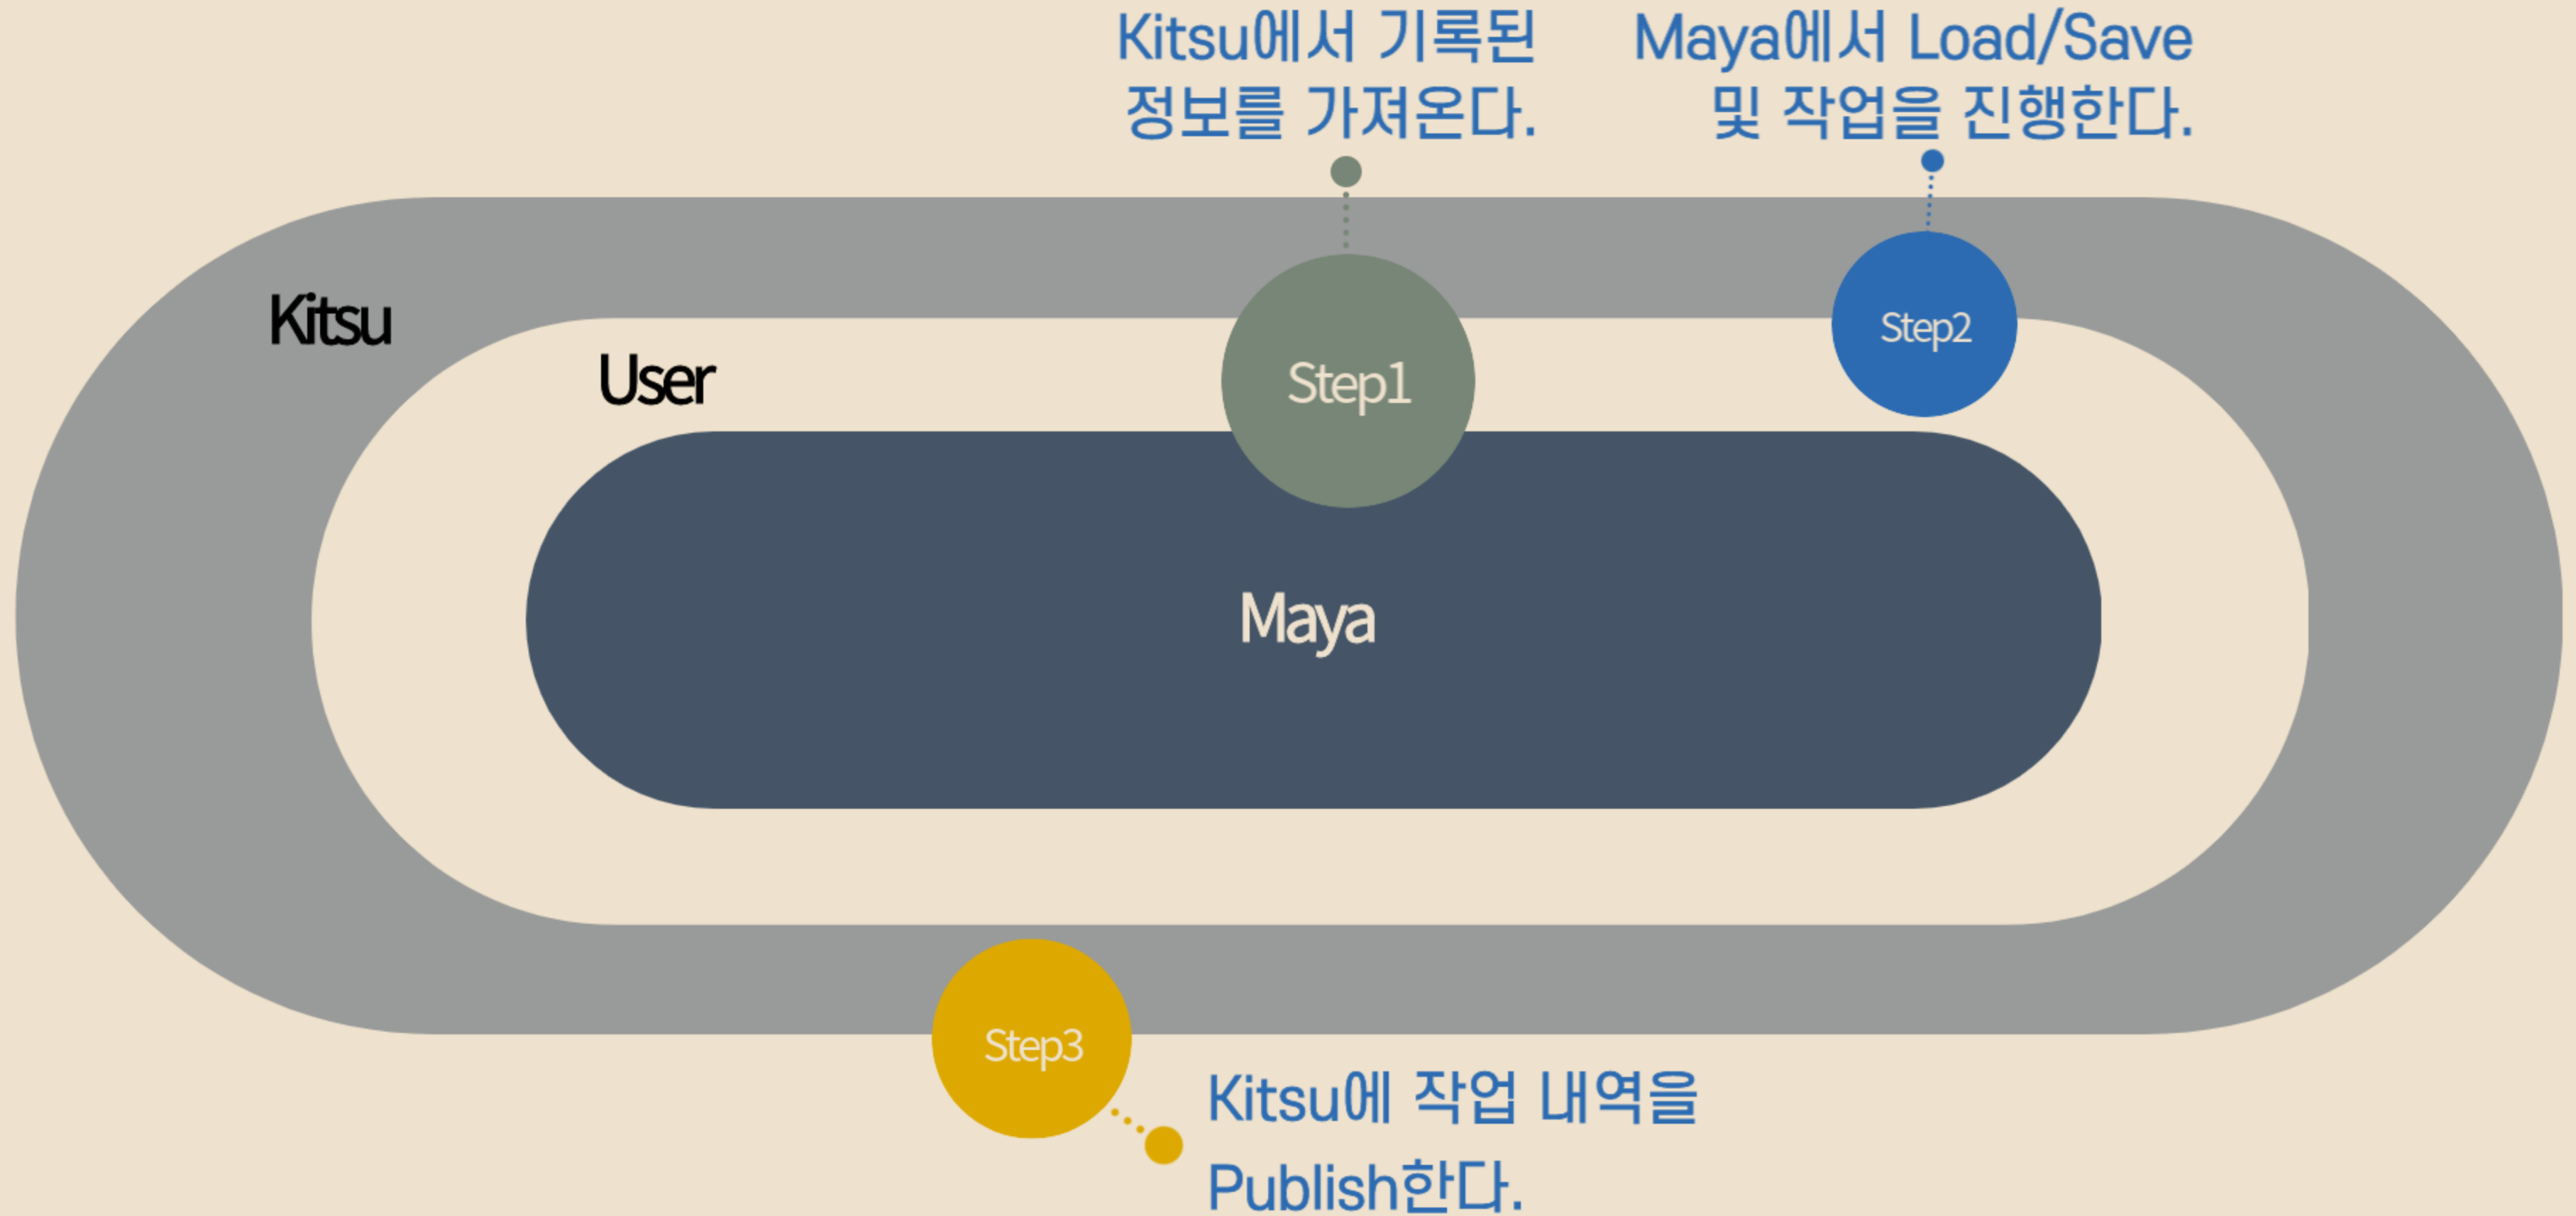 Kitsu에서 기록된
정보를 가져온다.
Maya에서 Load/Save
및 작업을 진행한다.
Kitsu
User
Step1
Step2
Maya
Step3
Kitsu에 작업 내역을
Publish한다.